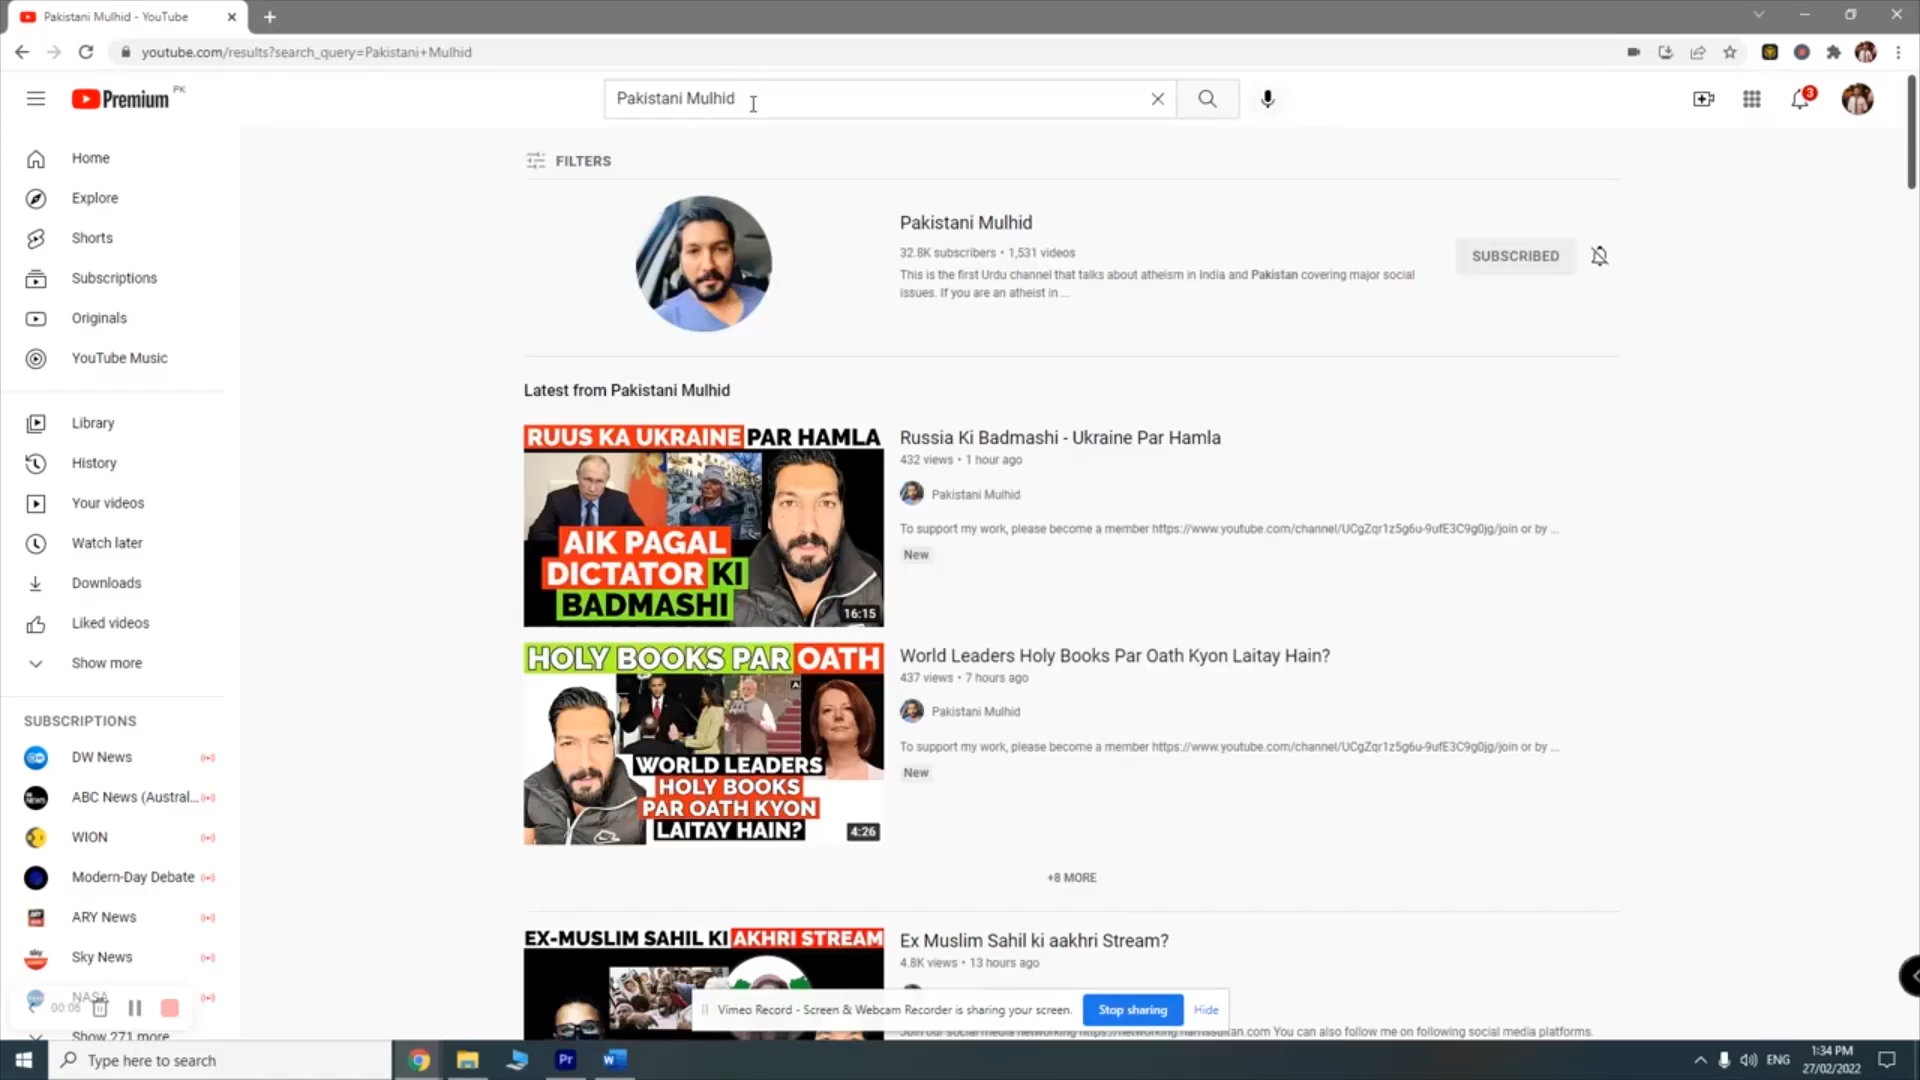 Pakistani Mulhid - YouTube
youtube.com/results?search_query=Pakistani+Mulhid
Premium PK
Pakistani Mulhid
3
Home
Explore
Shorts
Subscriptions
Originals
YouTube Music
Library
History
Your videos
Watch later
Downloads
Liked videos
Show more
SUBSCRIPTIONS
DW News
ABC News (Austral...
WION
Modern-Day Debate
ARY News
Sky News
NASA
00:06
Show 271 more
FILTERS
Pakistani Mulhid
32.8K subscribers • 1,531 videos
This is the first Urdu channel that talks about atheism in India and Pakistan covering major social
issues. If you are an atheist in ...
SUBSCRIBED
Latest from Pakistani Mulhid
RUUS KA UKRAINE PAR HAMLA
AIK PAGAL
DICTATOR KI
BADMASHI
16:15
Russia Ki Badmashi - Ukraine Par Hamla
432 views • 1 hour ago
Pakistani Mulhid
To support my work, please become a member https://www.youtube.com/channel/UCgZqr1z5g6u-9ufE3C9g0jg/join or by ...
New
HOLY BOOKS PAR OATH
WORLD LEADERS
HOLY BOOKS
PAR OATH KYON
LAITAY HAIN?
4:26
World Leaders Holy Books Par Oath Kyon Laitay Hain?
437 views • 7 hours ago
Pakistani Mulhid
To support my work, please become a member https://www.youtube.com/channel/UCgZqr1z5g6u-9ufE3C9g0jg/join or by ...
New
+8 MORE
EX-MUSLIM SAHIL KI AKHRI STREAM
Ex Muslim Sahil ki aakhri Stream?
4.8K views • 13 hours ago
Vimeo Record - Screen & Webcam Recorder is sharing your screen.
Stop sharing
Hide
Join our social media networking https://networking.harrissultan.com You can also follow me on following social media platforms.
Type here to search
Pr
W
ENG
1:34 PM
27/02/2022